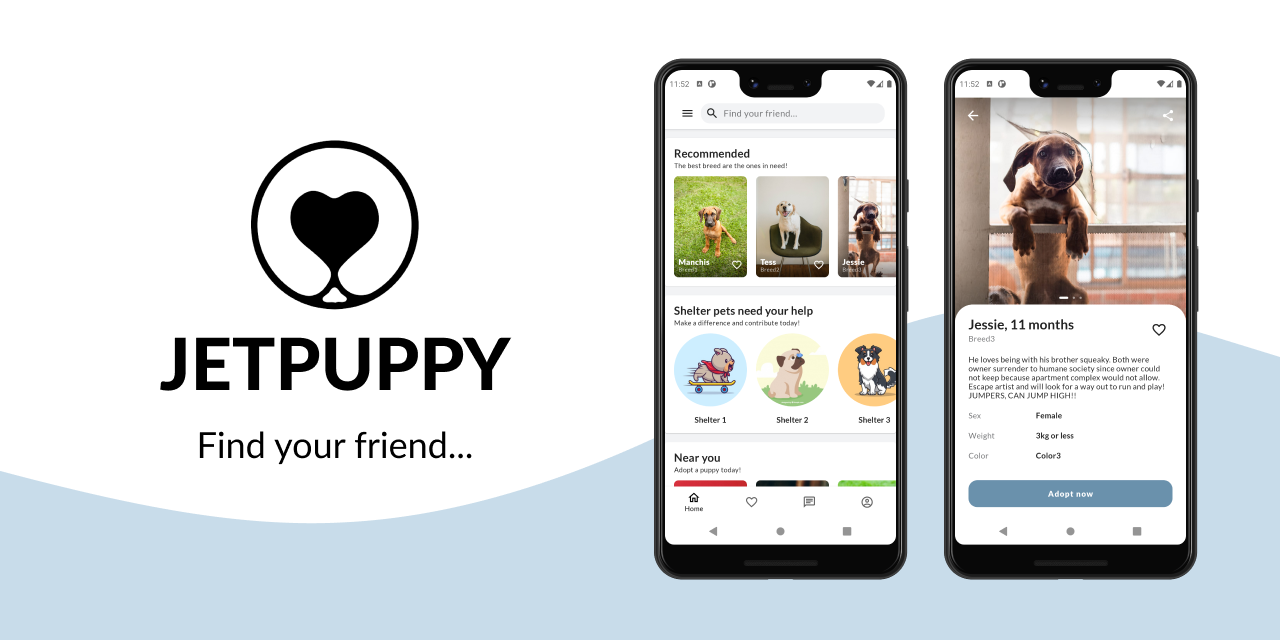 JETPUPPY
Find your friend...
11:52
Find your friend...
Recommended
The best breed are the ones in need!
Manchis
Breed1
Tess
Breed2
Jessie
Breed3
Shelter pets need your help
Make a difference and contribute today!
Shelter 1
Shelter 2
Shelter 3
Near you
Adopt a puppy today!
Home
11:52
Jessie, 11 months
Breed3
He loves being with his brother squeaky. Both were
owner surrender to humane society since owner could
not keep because apartment complex would not allow.
Escape artist and will look for a way out to run and play!
JUMPERS, CAN JUMP HIGH!!
Sex Female
Weight 3kg or less
Color Color3
Adopt now